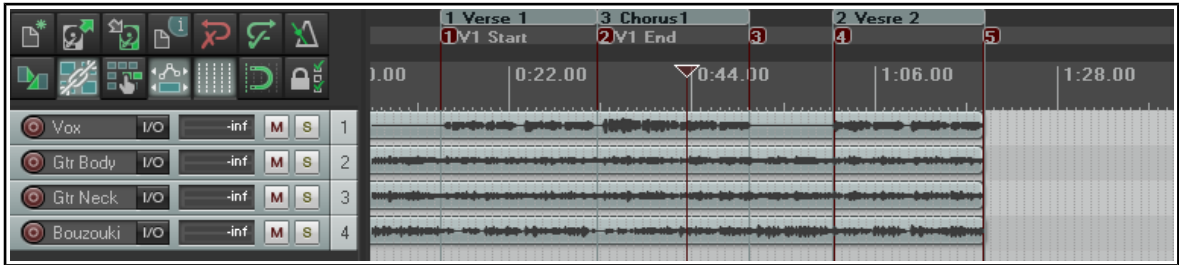 1 Verse 1 3 Chorus1 2 Vesre 2
1 V1 Start 2 V1 End 3 4 5
0.00 0:22.00 0:44.00 1:06.00 1:28.00
Vox I/O -inf M S 1
Gtr Body I/O -inf M S 2
Gtr Neck I/O -inf M S 3
Bouzouki I/O -inf M S 4